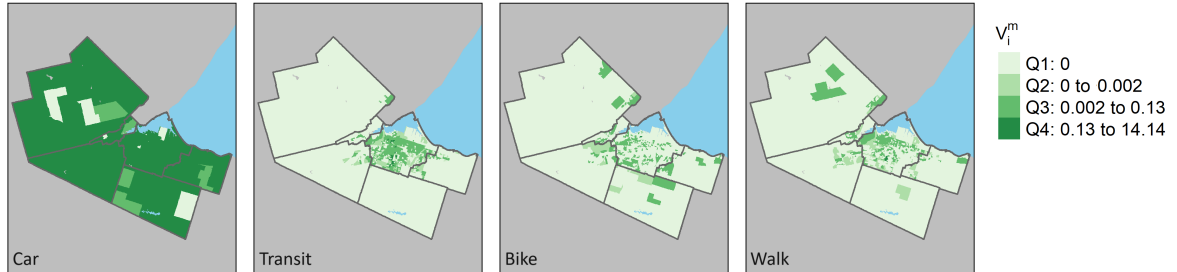 Car
Transit
Bike
Walk
V_i^m
Q1: 0
Q2: 0 to 0.002
Q3: 0.002 to 0.13
Q4: 0.13 to 14.14